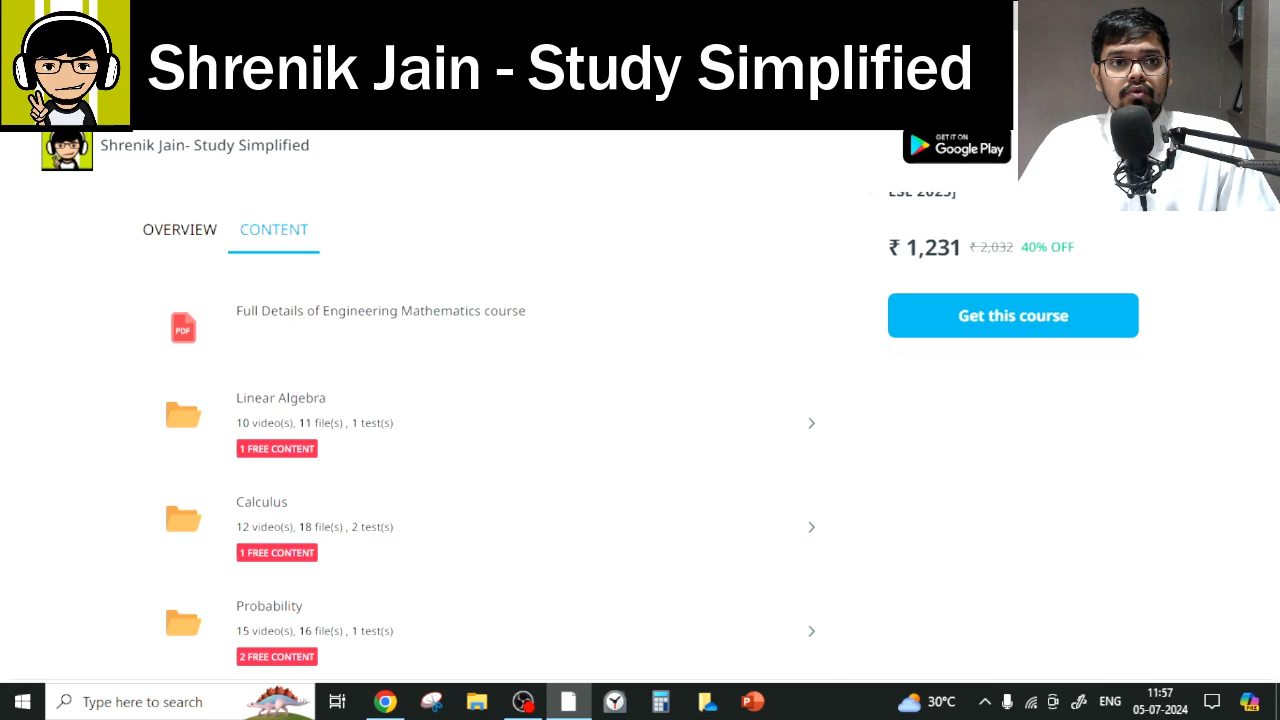 Shrenik Jain - Study Simplified
Shrenik Jain- Study Simplified
GET IT ON
Google Play
ESE 2025]
OVERVIEW
CONTENT
₹ 1,231 ₹ 2,032 40% OFF
Get this course
PDF
Full Details of Engineering Mathematics course
Linear Algebra
10 video(s), 11 file(s) , 1 test(s)
1 FREE CONTENT
Calculus
12 video(s), 18 file(s) , 2 test(s)
1 FREE CONTENT
Probability
15 video(s), 16 file(s) , 1 test(s)
2 FREE CONTENT
Type here to search
30°C
ENG
11:57
05-07-2024